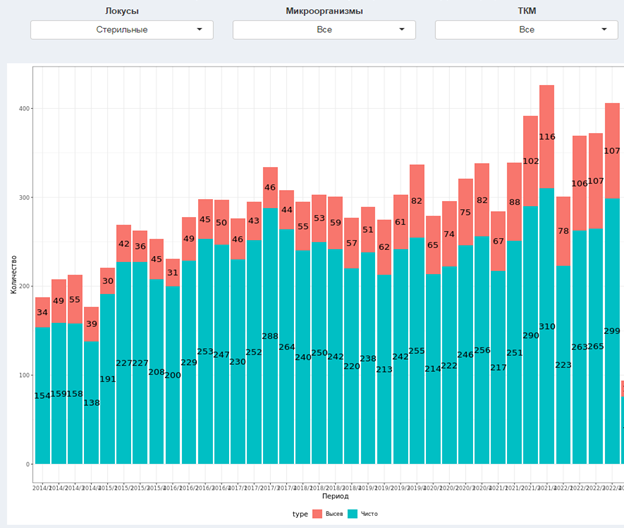 Локусы Микроорганизмы ТКМ
Стерильные Все Все
Количество
400
300
200
100
0
34 49 55 39 30 42 36 45 31 49 45 50 46 43 46 44 55 53 59 57 51 62 61 82 65 74 75 82 67 88 102 116 78 106 107 107
154 159 158 138 191 227 227 208 200 229 253 247 230 252 288 264 240 250 242 220 238 213 242 255 214 222 246 256 217 251 290 310 223 263 265 299
Период
type Высев Чисто